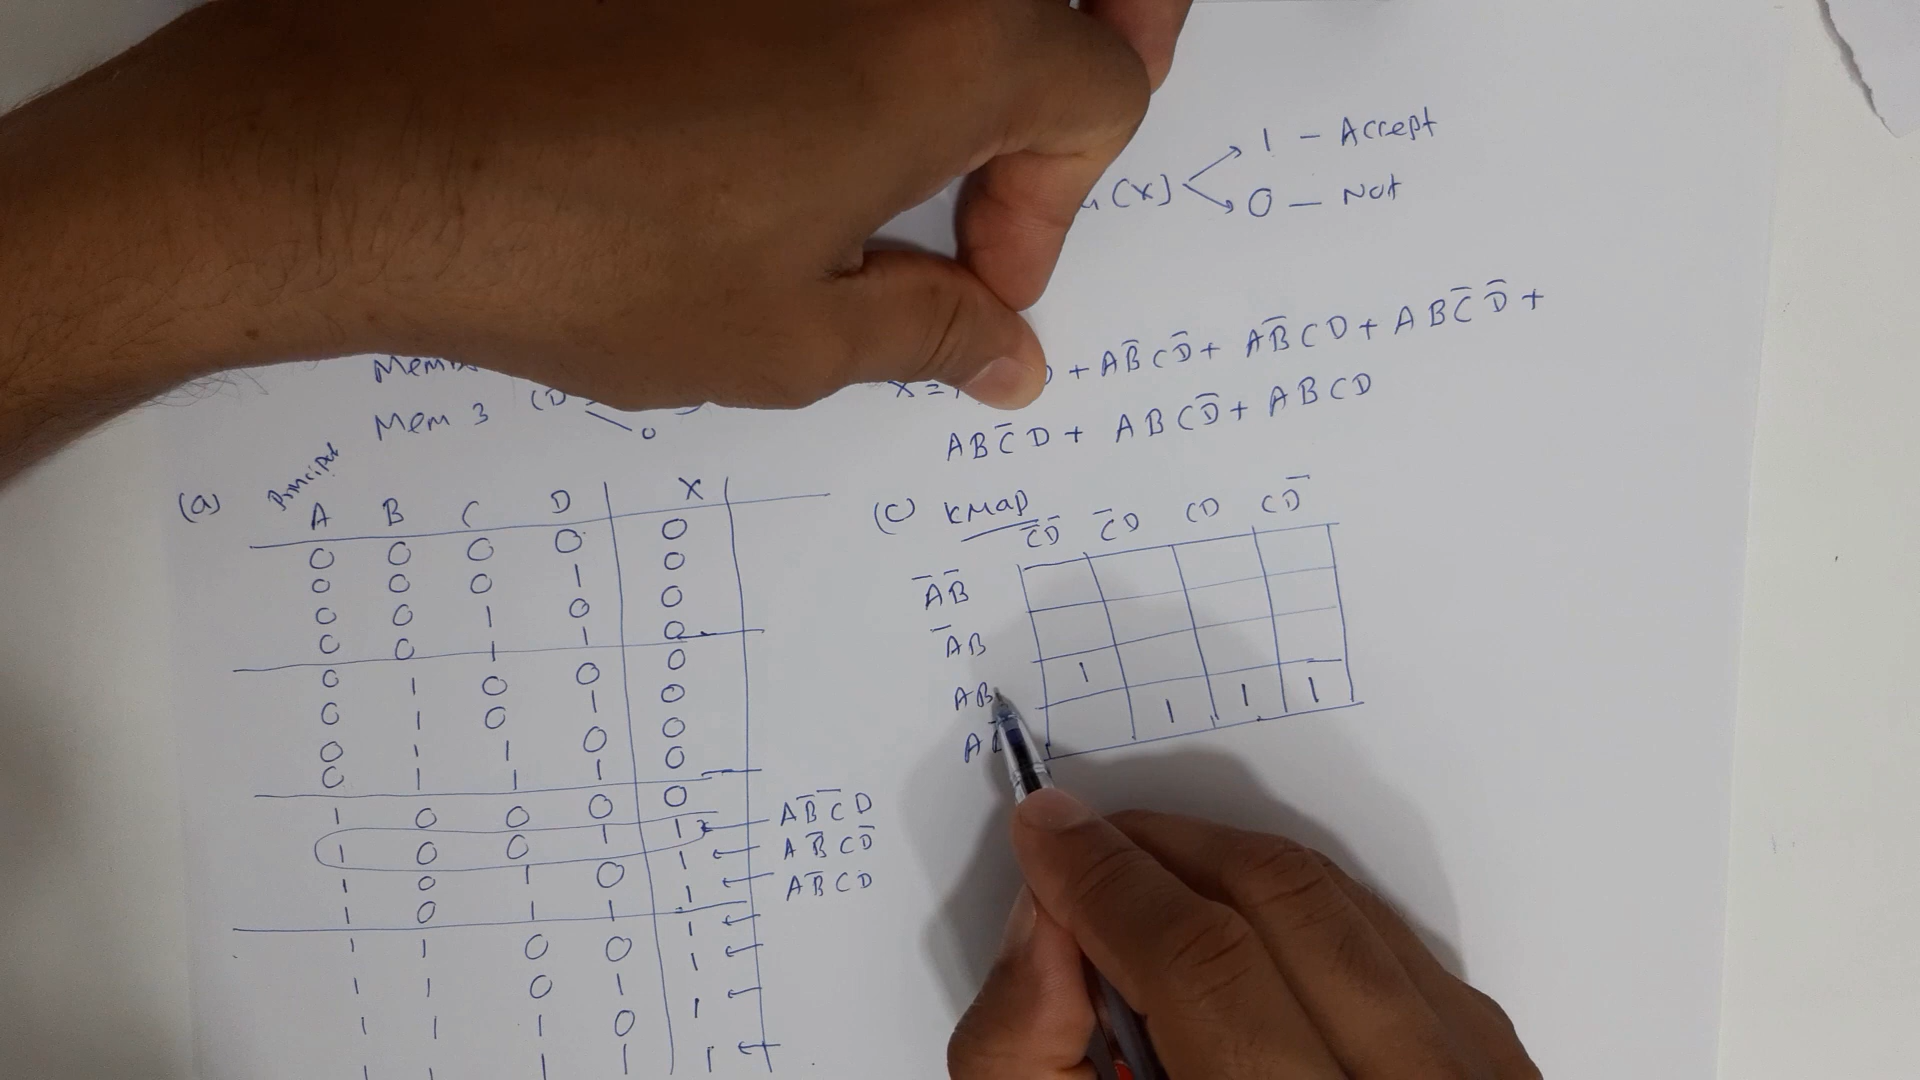 (X) 1 - Accept
0 - Not
Mem 3 CD 0
+ AB̅CD̅ + AB̅CD + ABC̅D̅ +
X =
ABC̅D + ABCD̅ + ABCD
(a) Principal
A B C D X
0 0 0 0 0
0 0 0 1 0
0 0 1 0 0
0 0 1 1 0
0 1 0 0 0
0 1 0 1 0
0 1 1 0 0
0 1 1 1 0
1 0 0 0 0
1 0 0 1 1 ← AB̅C̅D
1 0 1 0 1 ← AB̅CD̅
1 0 1 1 1 ← AB̅CD
1 1 0 0 1 ←
1 1 0 1 1 ←
1 1 1 0 1 ←
1 1 1 1 1 ←
(C) KMap
C̅D̅ C̅D CD CD̅
A̅B̅
A̅B
AB 1
A 1 1 1